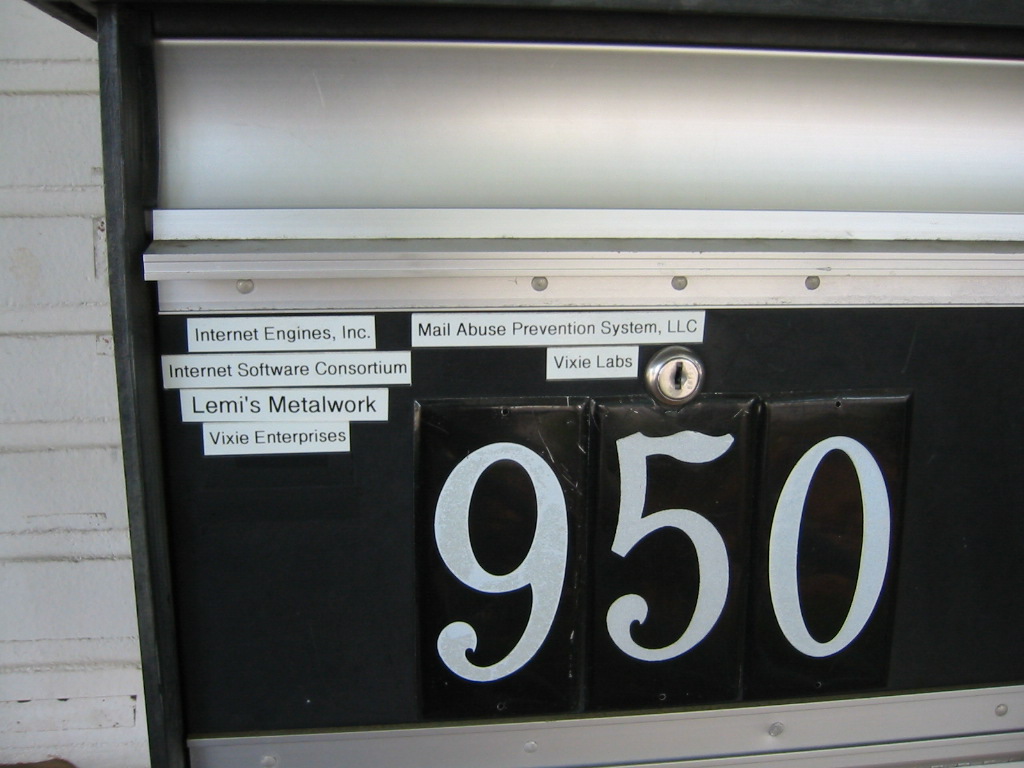 Internet Engines, Inc.
Internet Software Consortium
Lemi's Metalwork
Vixie Enterprises
Mail Abuse Prevention System, LLC
Vixie Labs
950